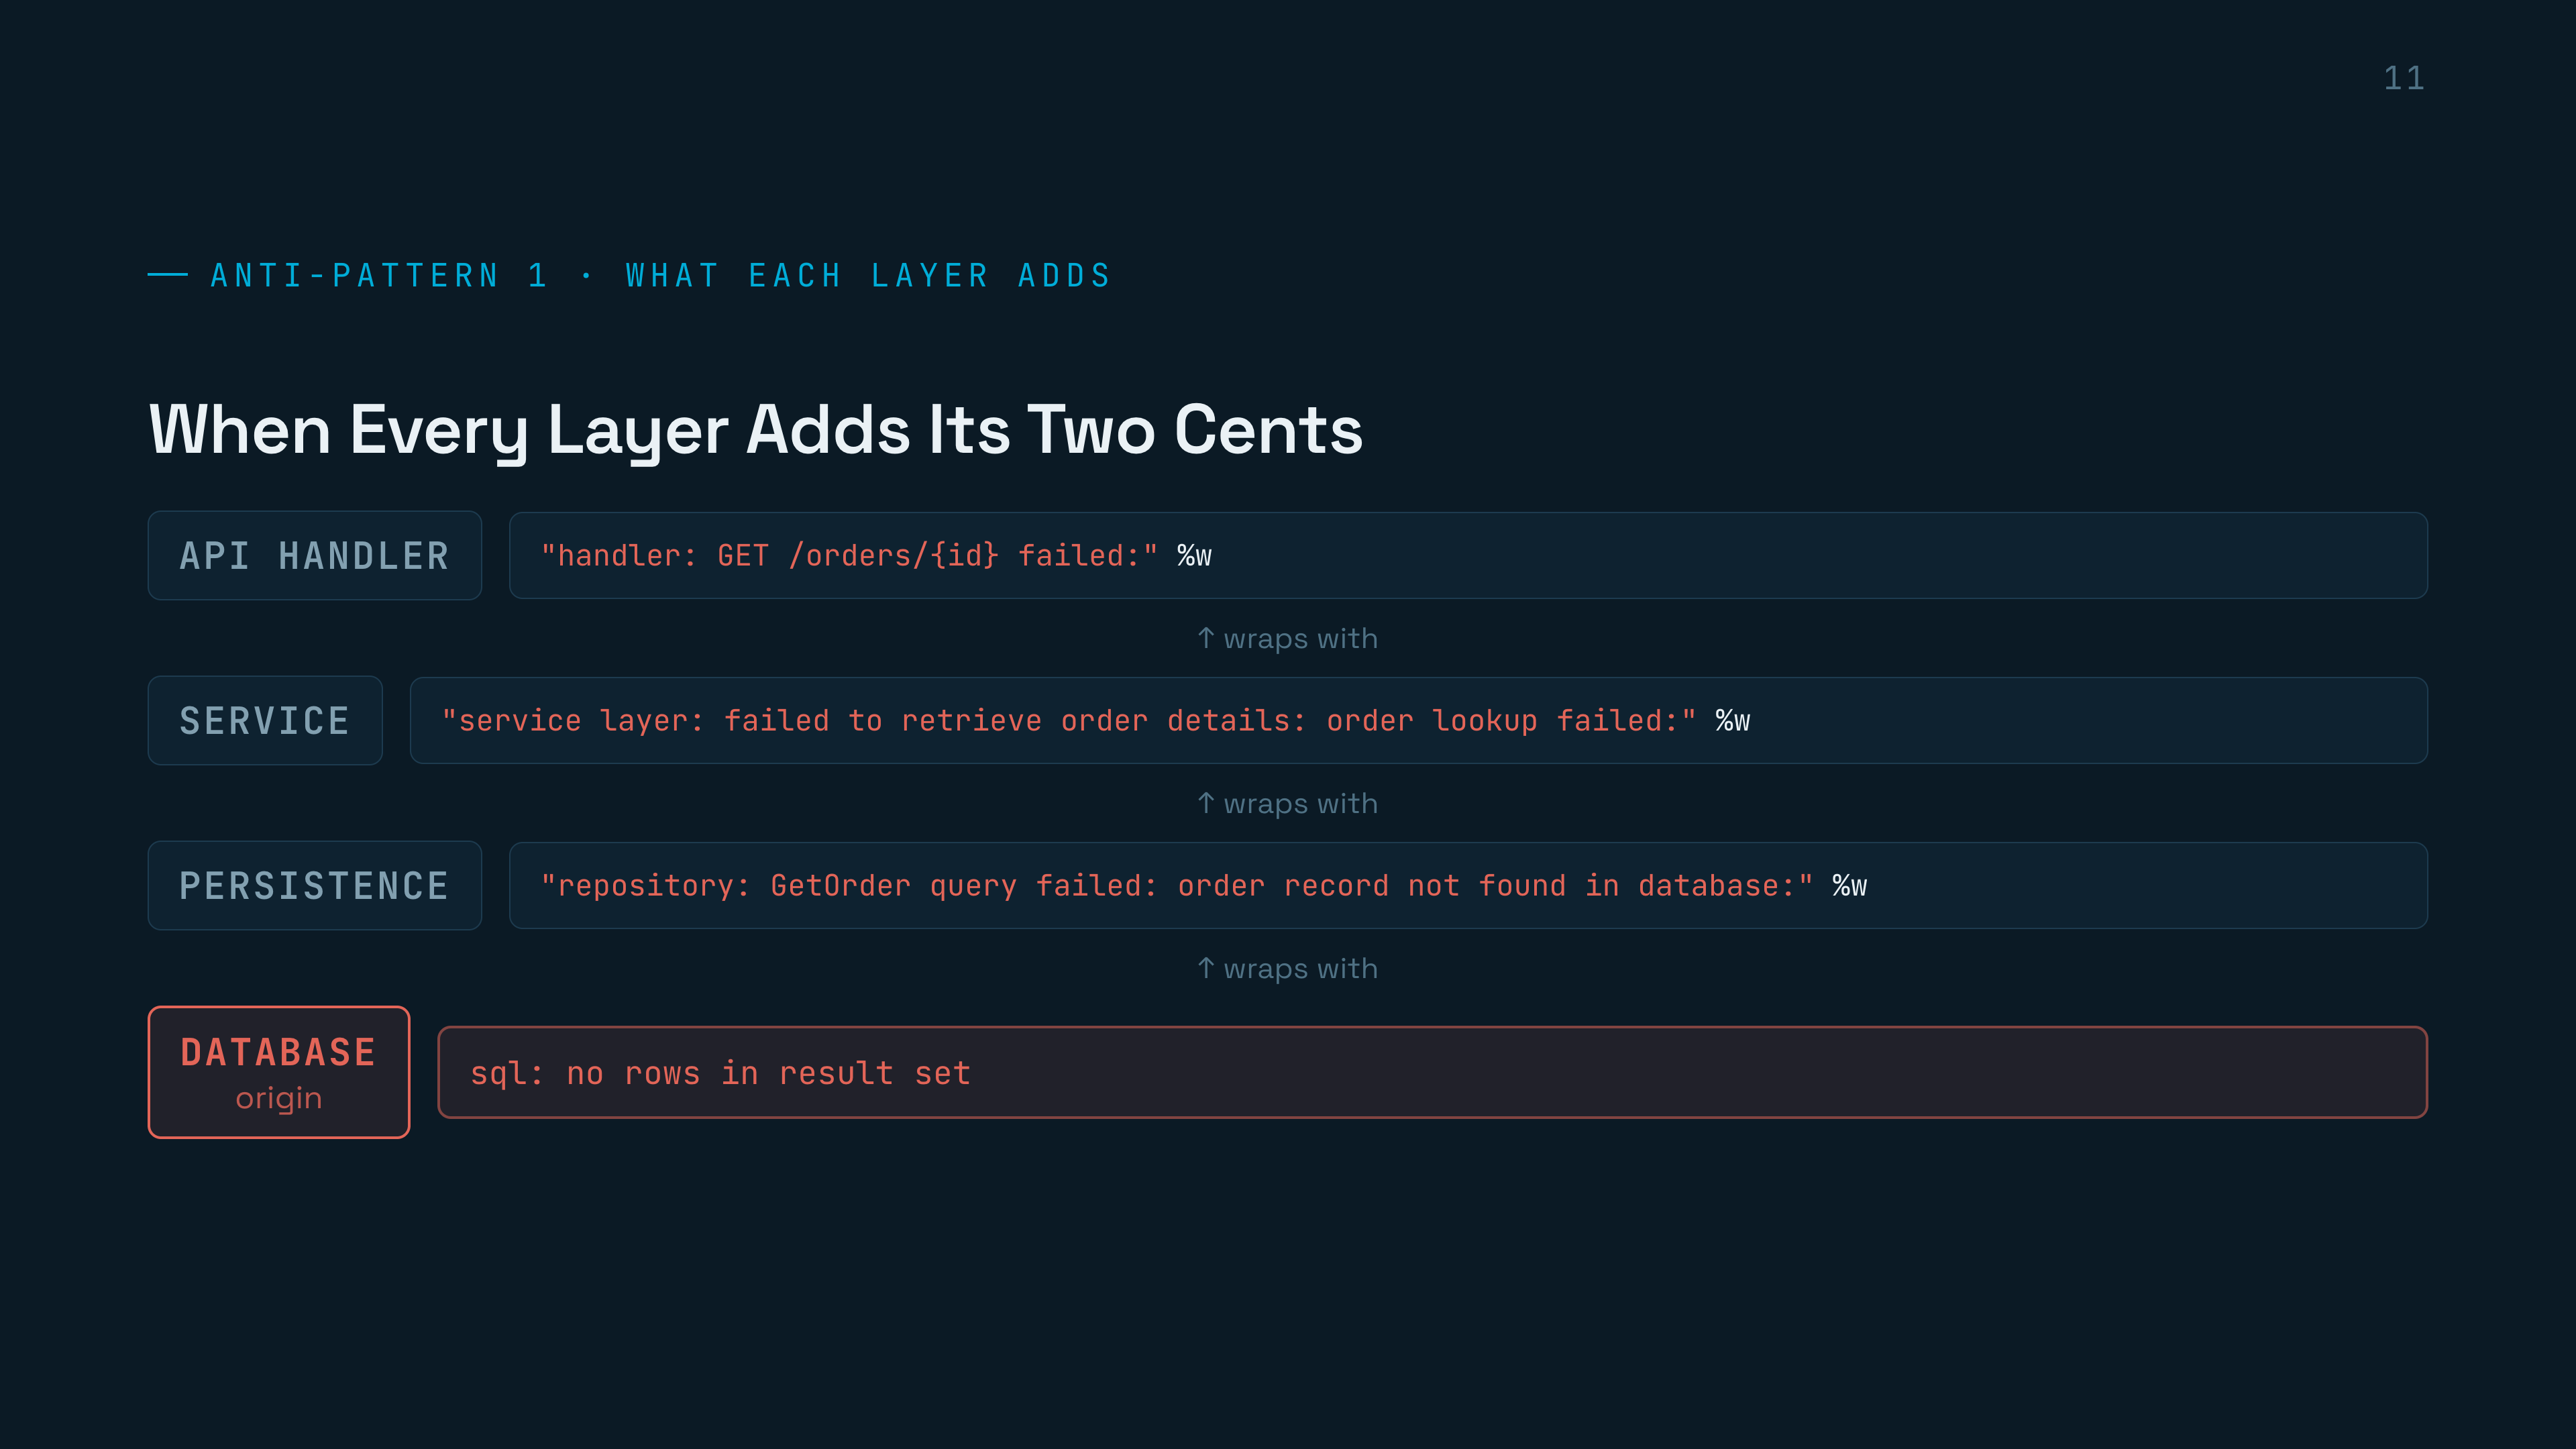 11
ANTI-PATTERN 1 · WHAT EACH LAYER ADDS
When Every Layer Adds Its Two Cents
API HANDLER
"handler: GET /orders/{id} failed:" %w
↑ wraps with
SERVICE
"service layer: failed to retrieve order details: order lookup failed:" %w
↑ wraps with
PERSISTENCE
"repository: GetOrder query failed: order record not found in database:" %w
↑ wraps with
DATABASE
origin
sql: no rows in result set